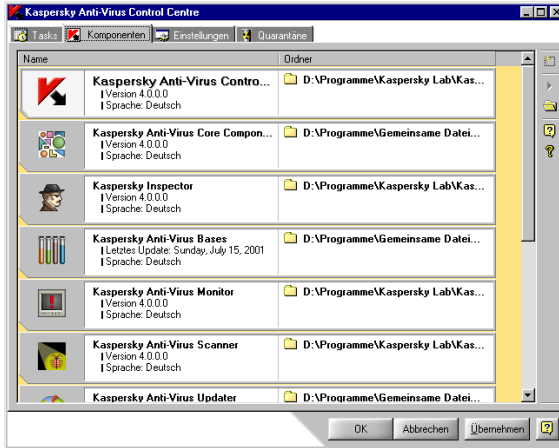 Kaspersky Anti-Virus Control Centre
Tasks Komponenten Einstellungen Quarantäne
Name Ordner
Kaspersky Anti-Virus Contro... D:\Programme\Kaspersky Lab\Kas...
Version 4.0.0.0
Sprache: Deutsch
Kaspersky Anti-Virus Core Compon... D:\Programme\Gemeinsame Datei...
Version 4.0.0.0
Sprache: Deutsch
Kaspersky Inspector D:\Programme\Kaspersky Lab\Kas...
Version 4.0.0.0
Sprache: Deutsch
Kaspersky Anti-Virus Bases D:\Programme\Gemeinsame Datei...
Letztes Update: Sunday, July 15, 2001
Sprache: Deutsch
Kaspersky Anti-Virus Monitor D:\Programme\Kaspersky Lab\Kas...
Version 4.0.0.0
Sprache: Deutsch
Kaspersky Anti-Virus Scanner D:\Programme\Kaspersky Lab\Kas...
Version 4.0.0.0
Sprache: Deutsch
Kaspersky Anti-Virus Updater D:\Programme\Gemeinsame Datei...
OK Abbrechen Übernehmen